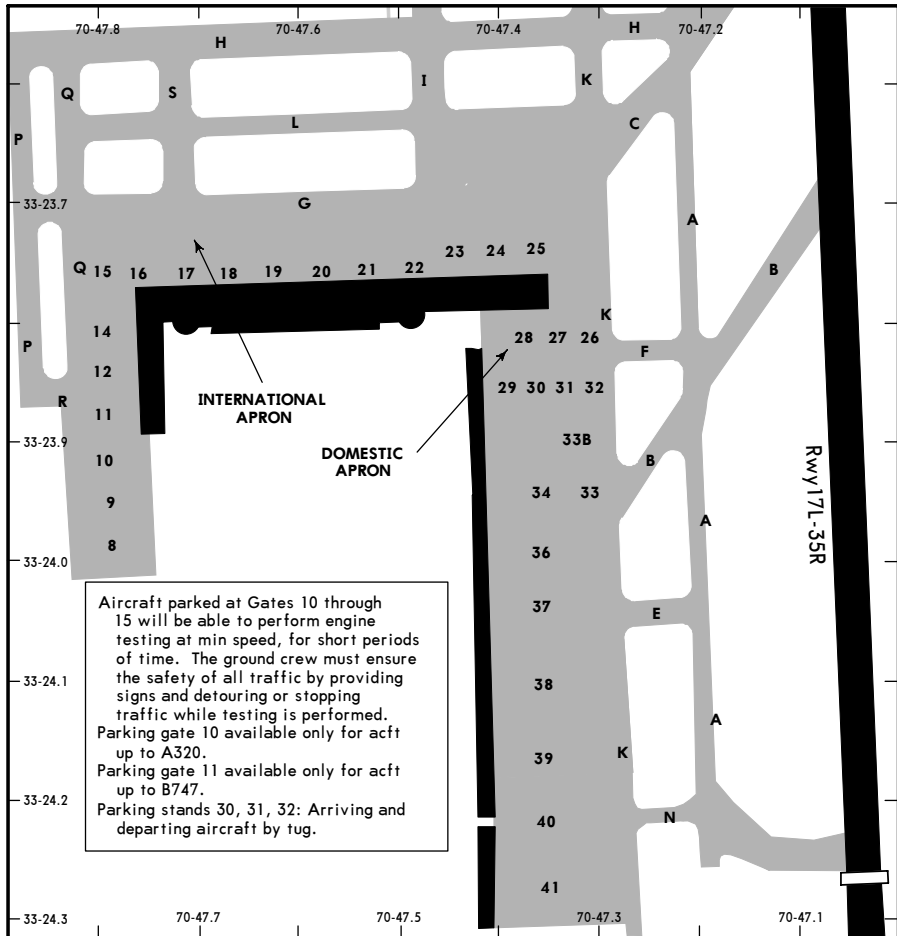 70-47.8 70-47.6 70-47.4 70-47.2
H H
Q S I K
L C
P
33-23.7 G A
B
23 24 25
Q 15 16 17 18 19 20 21 22
K
14 28 27 26
P F
12
29 30 31 32
R 11
INTERNATIONAL
APRON
33-23.9 33B
DOMESTIC
APRON
10 B
9 34 33
A
Rwy17L-35R
8 36
33-24.0
37 E
Aircraft parked at Gates 10 through
15 will be able to perform engine
testing at min speed, for short periods
of time. The ground crew must ensure
the safety of all traffic by providing
signs and detouring or stopping
traffic while testing is performed.
Parking gate 10 available only for acft
up to A320.
Parking gate 11 available only for acft
up to B747.
Parking stands 30, 31, 32: Arriving and
departing aircraft by tug.
33-24.1
38
A
39 K
33-24.2
40 N
41
33-24.3 70-47.7 70-47.5 70-47.3 70-47.1